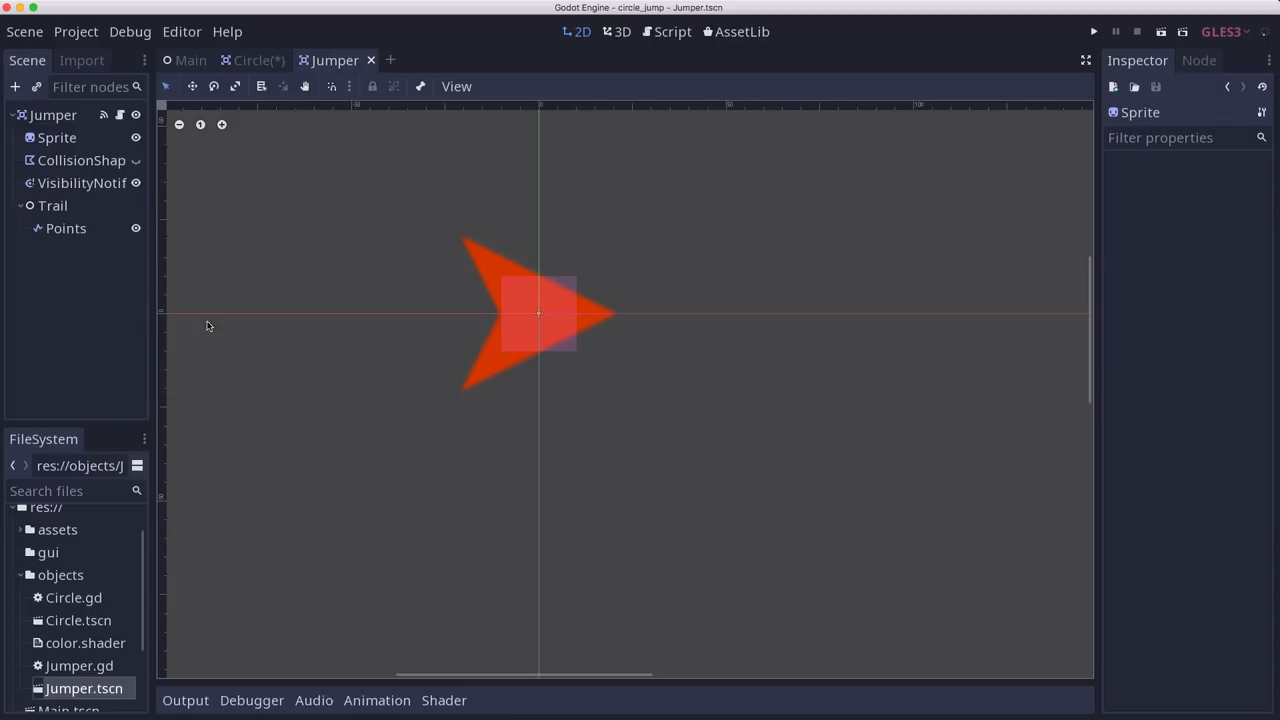 Godot Engine - circle_jump - Jumper.tscn
Scene Project Debug Editor Help
2D 3D Script AssetLib
GLES3
Scene Import
Main Circle(*) Jumper
Inspector Node
Filter nodes
View
Jumper
Sprite
CollisionShap
VisibilityNotif
Trail
Points
Sprite
Filter properties
FileSystem
res://objects/J
Search files
res://
assets
gui
objects
Circle.gd
Circle.tscn
color.shader
Jumper.gd
Jumper.tscn
Main.tscn
Output Debugger Audio Animation Shader